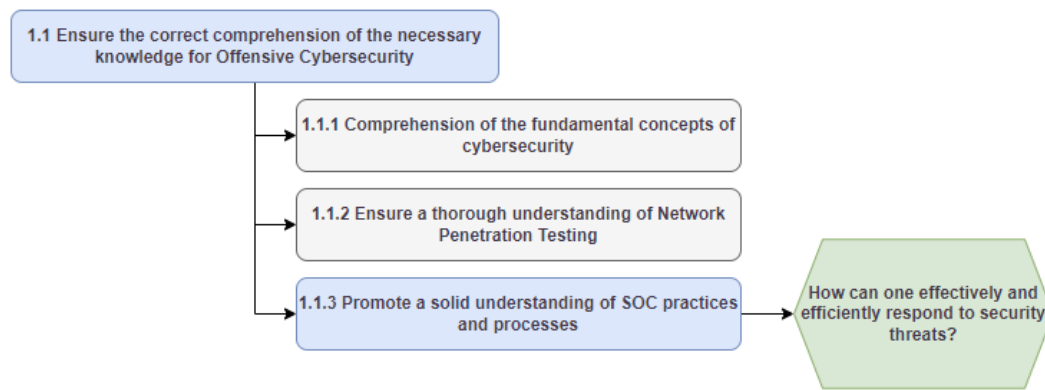 1.1 Ensure the correct comprehension of the necessary
knowledge for Offensive Cybersecurity
1.1.1 Comprehension of the fundamental concepts of
cybersecurity
1.1.2 Ensure a thorough understanding of Network
Penetration Testing
1.1.3 Promote a solid understanding of SOC practices
and processes
How can one effectively and
efficiently respond to security
threats?